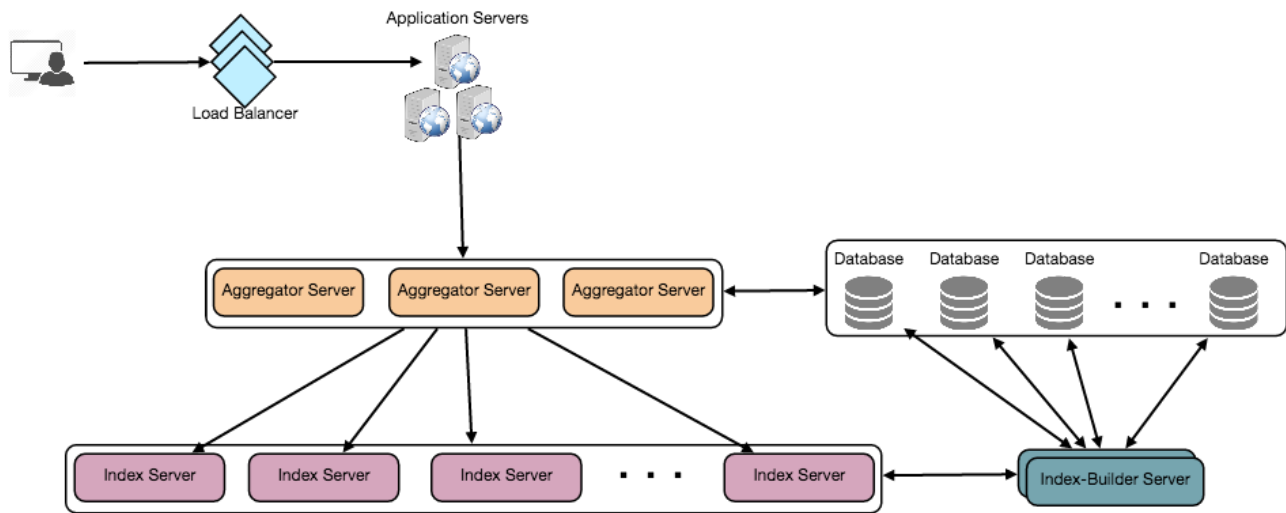 Application Servers
Load Balancer
Database
Database
Database
Database
Aggregator Server
Aggregator Server
Aggregator Server
. . .
Index Server
Index Server
Index Server
. . .
Index Server
Index-Builder Server